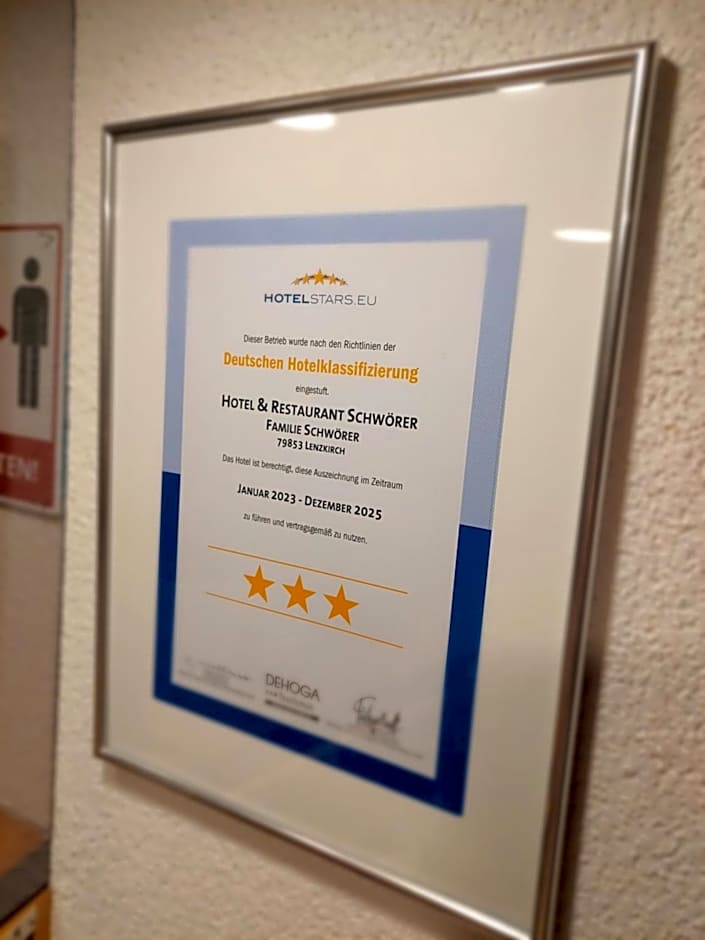 HOTELSTARS.EU
Dieser Betrieb wurde nach den Richtlinien der
Deutschen Hotelklassifizierung
eingestuft.
HOTEL & RESTAURANT SCHWÖRER
FAMILIE SCHWÖRER
79853 LENZKIRCH
Das Hotel ist berechtigt, diese Auszeichnung im Zeitraum
JANUAR 2023 - DEZEMBER 2025
zu führen und vertragsgemäß zu nutzen.
DEHOGA
TEN!